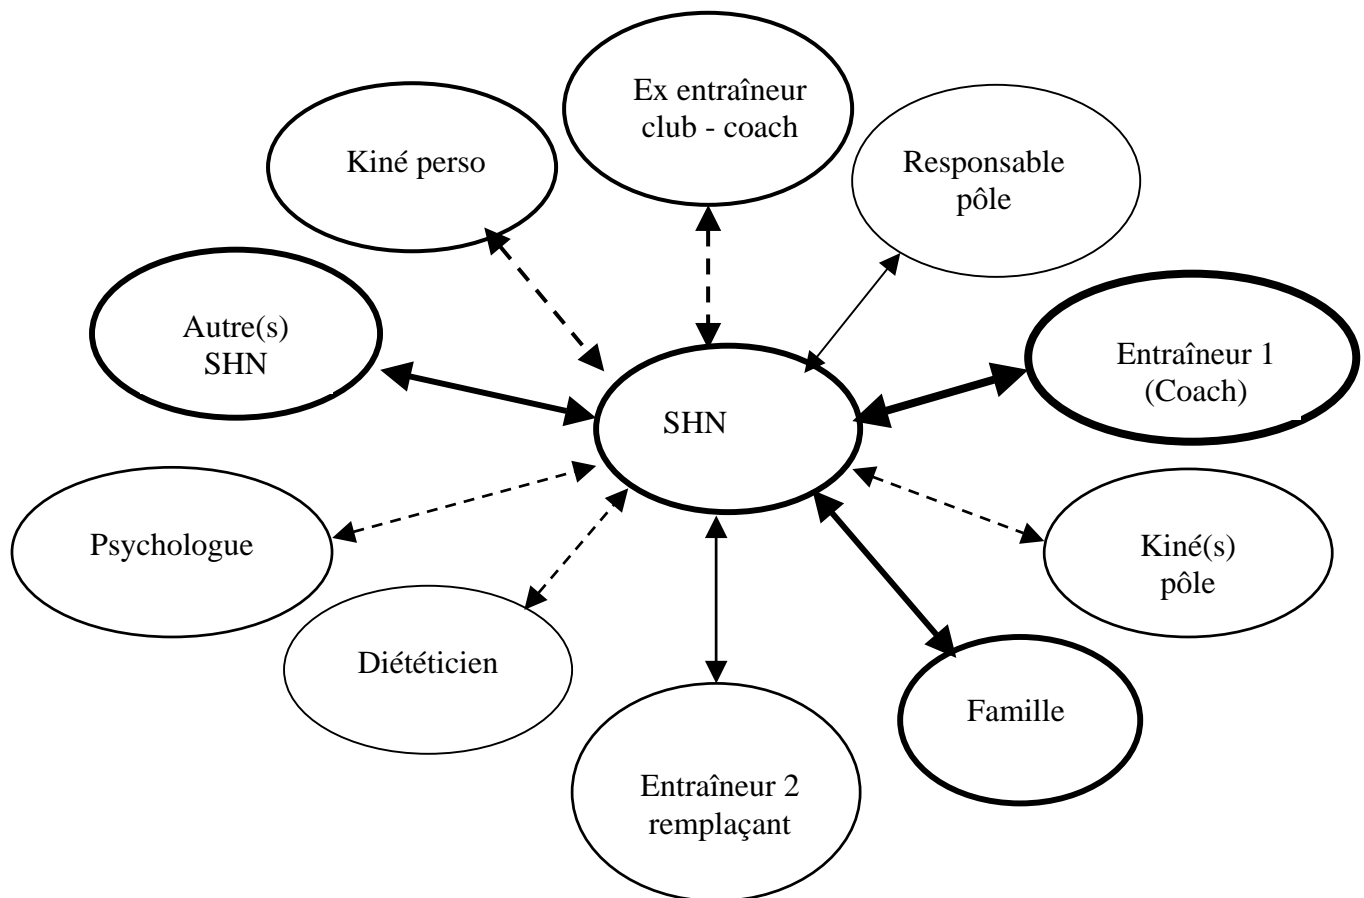 Ex entraîneur
club - coach
Kiné perso
Responsable
pôle
Autre(s)
SHN
Entraîneur 1
(Coach)
SHN
Psychologue
Kiné(s)
pôle
Diététicien
Famille
Entraîneur 2
remplaçant